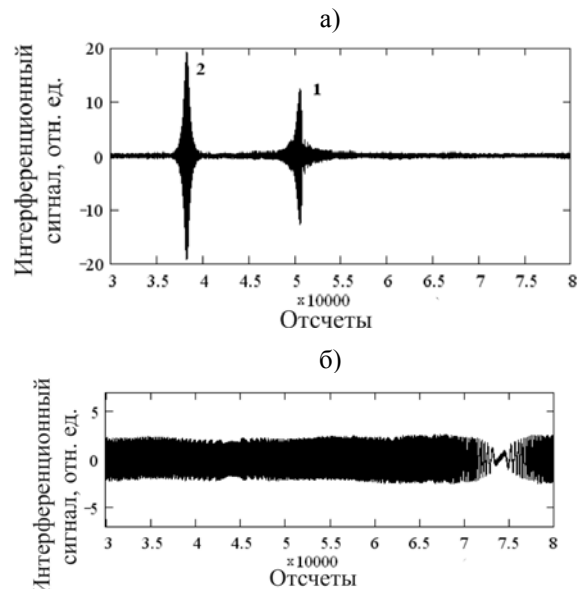 а)
Интерференционный
сигнал, отн. ед.
20
10
0
−10
−20
2
1
3 3.5 4 4.5 5 5.5 6 6.5 7 7.5 8
×10000
Отсчеты
б)
Интерференционный
сигнал, отн. ед.
5
0
−5
3 3.5 4 4.5 5 5.5 6 6.5 7 7.5 8
×10000
Отсчеты